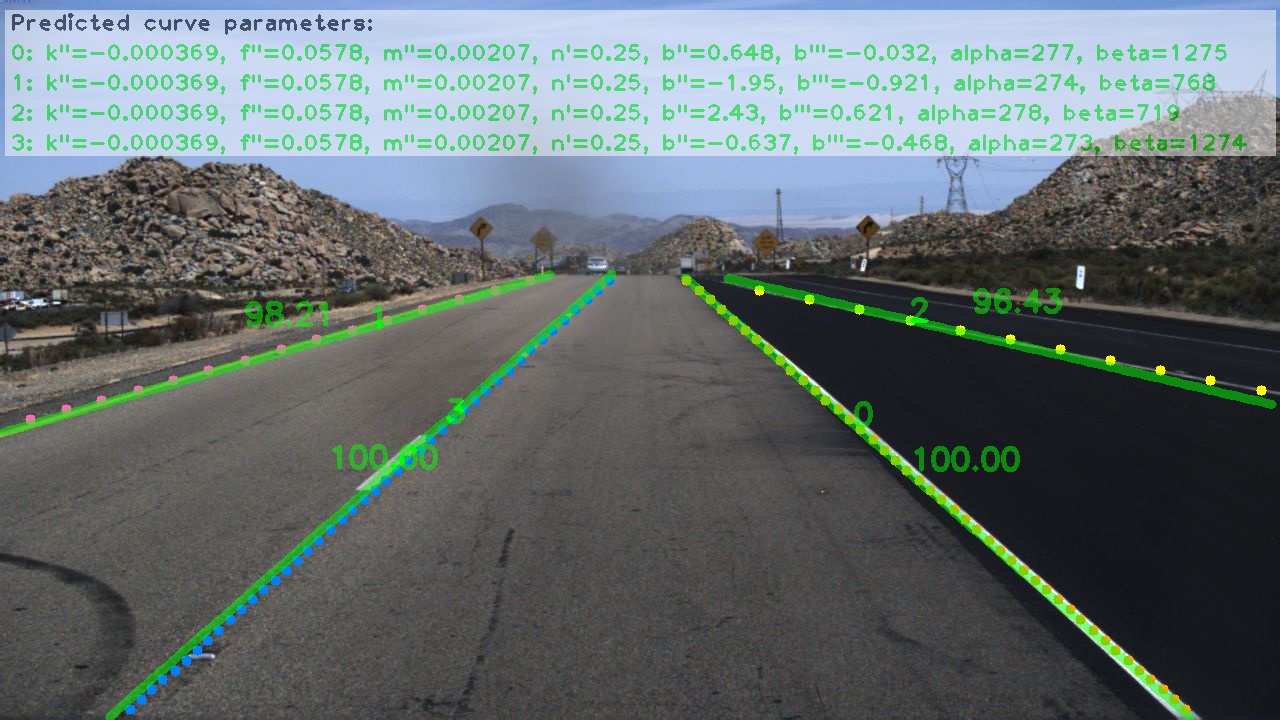 Predicted curve parameters:
0: k''=-0.000369, f''=0.0578, m''=0.00207, n'=0.25, b''=0.648, b'''=-0.032, alpha=277, beta=1275
1: k''=-0.000369, f''=0.0578, m''=0.00207, n'=0.25, b''=-1.95, b'''=-0.921, alpha=274, beta=768
2: k''=-0.000369, f''=0.0578, m''=0.00207, n'=0.25, b''=2.43, b'''=0.621, alpha=278, beta=719
3: k''=-0.000369, f''=0.0578, m''=0.00207, n'=0.25, b''=-0.637, b'''=-0.468, alpha=273, beta=1274
98.21 1 2 98.43
3 0
100.00 100.00